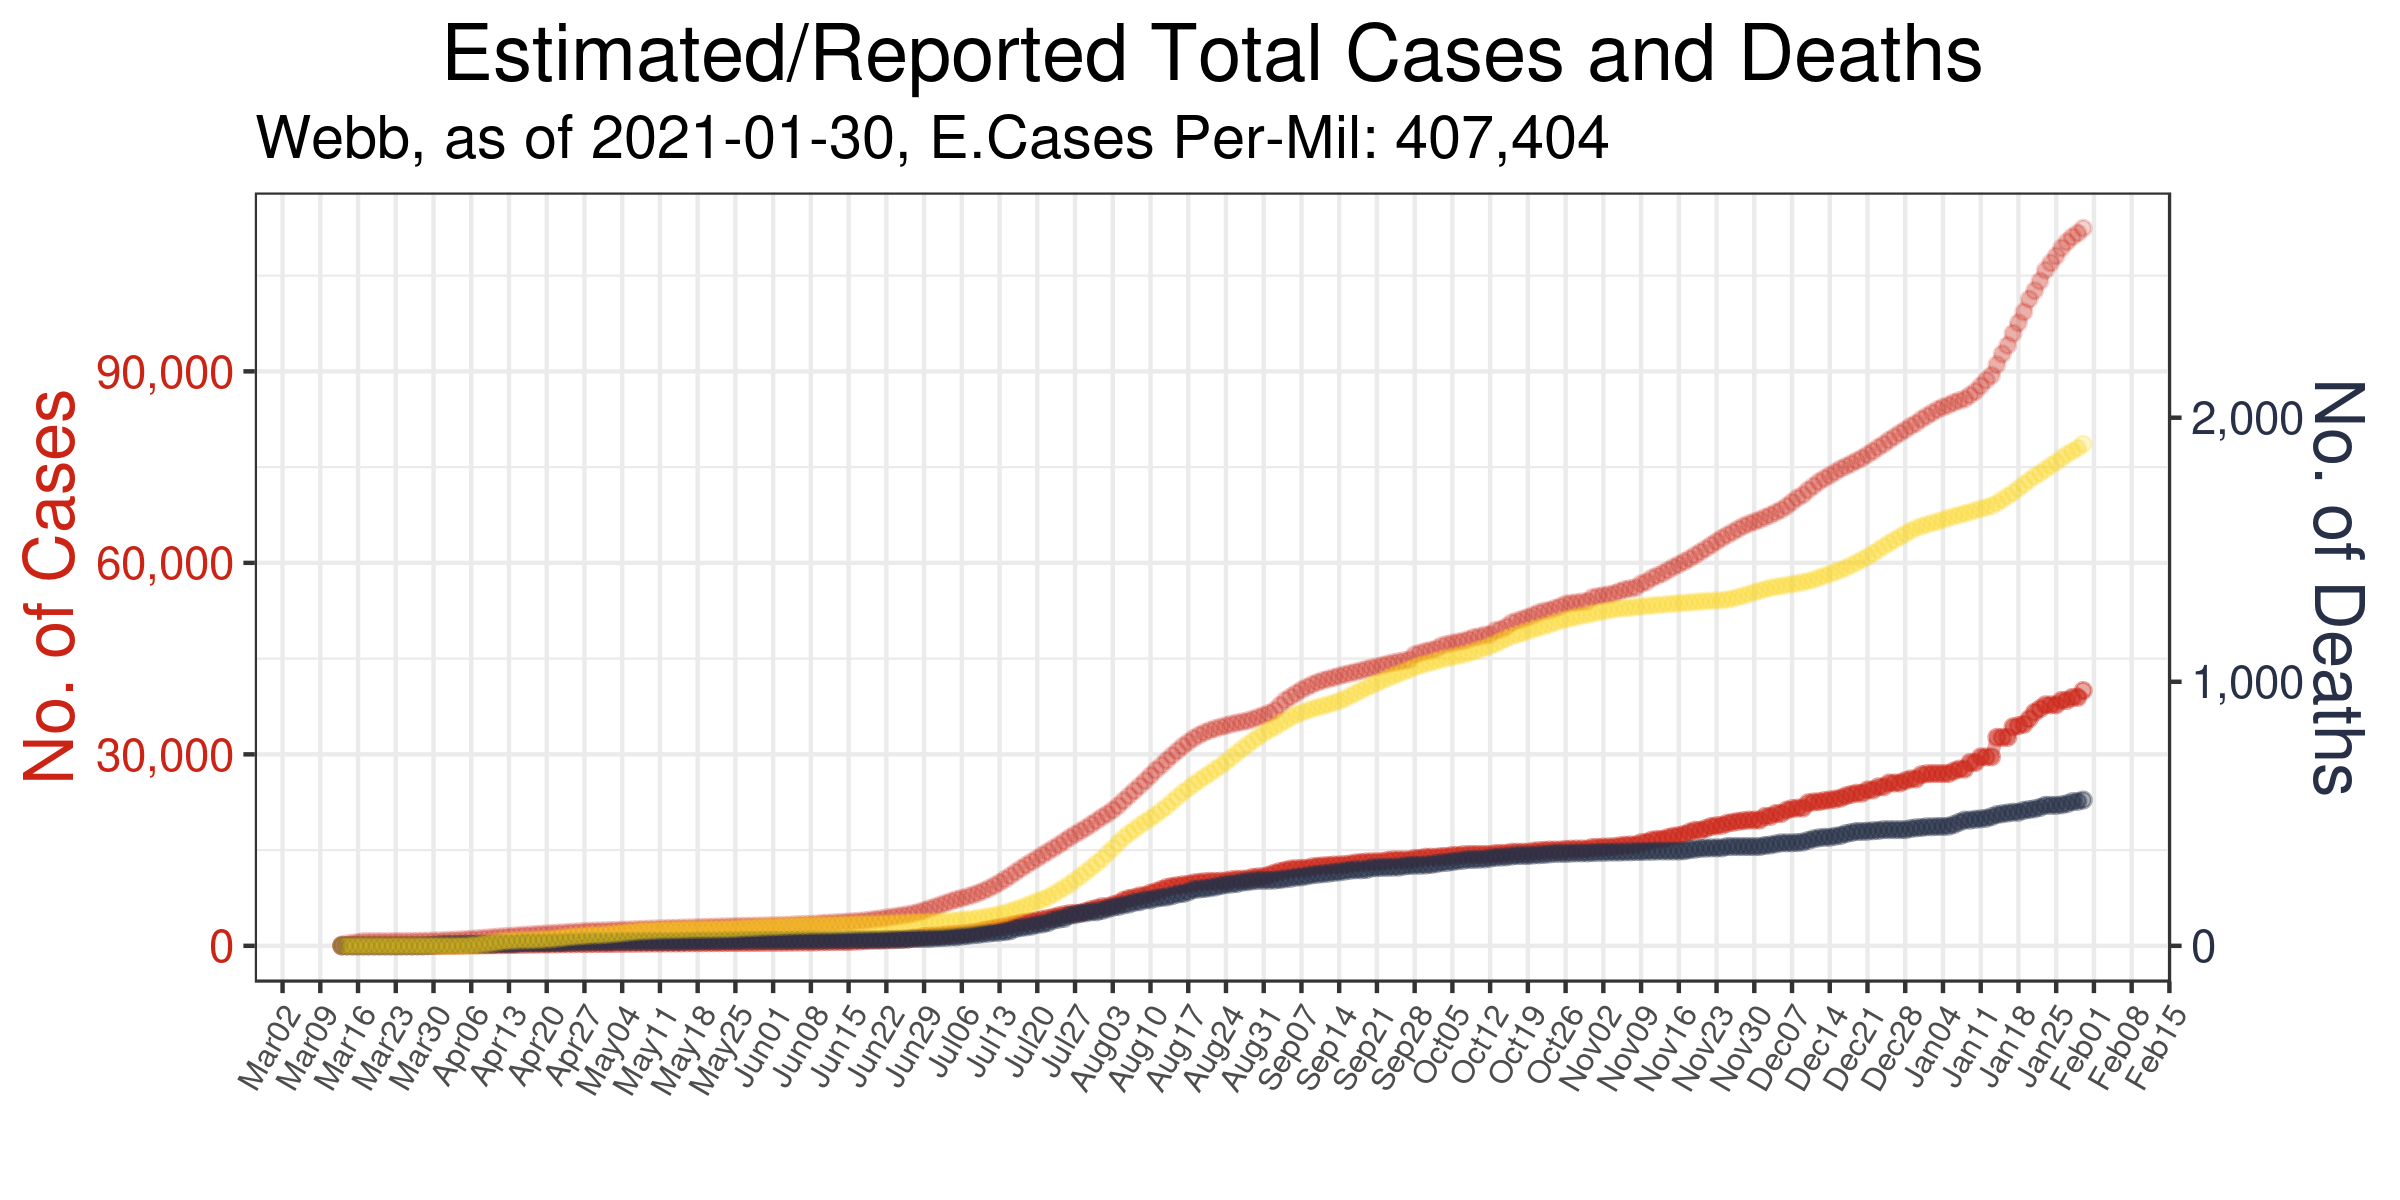 Estimated/Reported Total Cases and Deaths
Webb, as of 2021-01-30, E.Cases Per-Mil: 407,404
No. of Cases
90,000
60,000
30,000
0
2,000
1,000
0
No. of Deaths
Mar02
Mar09
Mar16
Mar23
Mar30
Apr06
Apr13
Apr20
Apr27
May04
May11
May18
May25
Jun01
Jun08
Jun15
Jun22
Jun29
Jul06
Jul13
Jul20
Jul27
Aug03
Aug10
Aug17
Aug24
Aug31
Sep07
Sep14
Sep21
Sep28
Oct05
Oct12
Oct19
Oct26
Nov02
Nov09
Nov16
Nov23
Nov30
Dec07
Dec14
Dec21
Dec28
Jan04
Jan11
Jan18
Jan25
Feb01
Feb08
Feb15